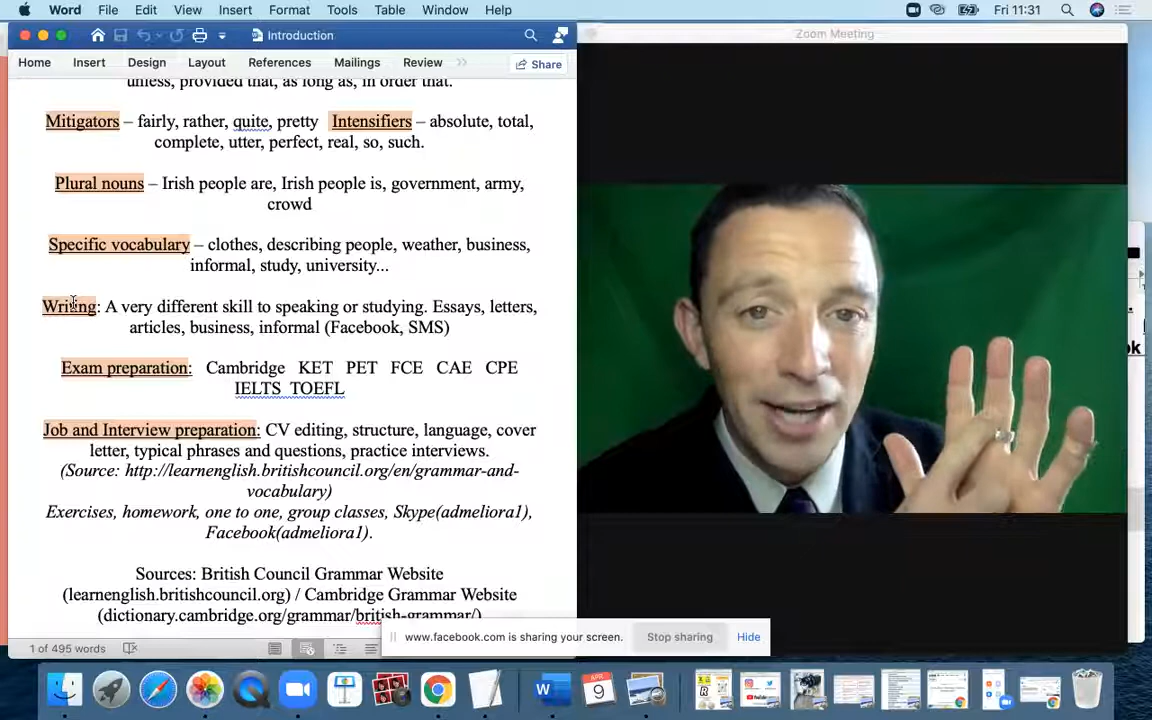 Word File Edit View Insert Format Tools Table Window Help Fri 11:31
Introduction
Zoom Meeting
Home Insert Design Layout References Mailings Review Share
unless, provided that, as long as, in order that.
Mitigators – fairly, rather, quite, pretty Intensifiers – absolute, total,
complete, utter, perfect, real, so, such.
Plural nouns – Irish people are, Irish people is, government, army,
crowd
Specific vocabulary – clothes, describing people, weather, business,
informal, study, university...
Writing: A very different skill to speaking or studying. Essays, letters,
articles, business, informal (Facebook, SMS)
Exam preparation: Cambridge KET PET FCE CAE CPE
IELTS TOEFL
Job and Interview preparation: CV editing, structure, language, cover
letter, typical phrases and questions, practice interviews.
(Source: http://learnenglish.britishcouncil.org/en/grammar-and-
vocabulary)
Exercises, homework, one to one, group classes, Skype(admeliora1),
Facebook(admeliora1).
Sources: British Council Grammar Website
(learnenglish.britishcouncil.org) / Cambridge Grammar Website
(dictionary.cambridge.org/grammar/british-grammar/)
www.facebook.com is sharing your screen. Stop sharing Hide
1 of 495 words
APR
9